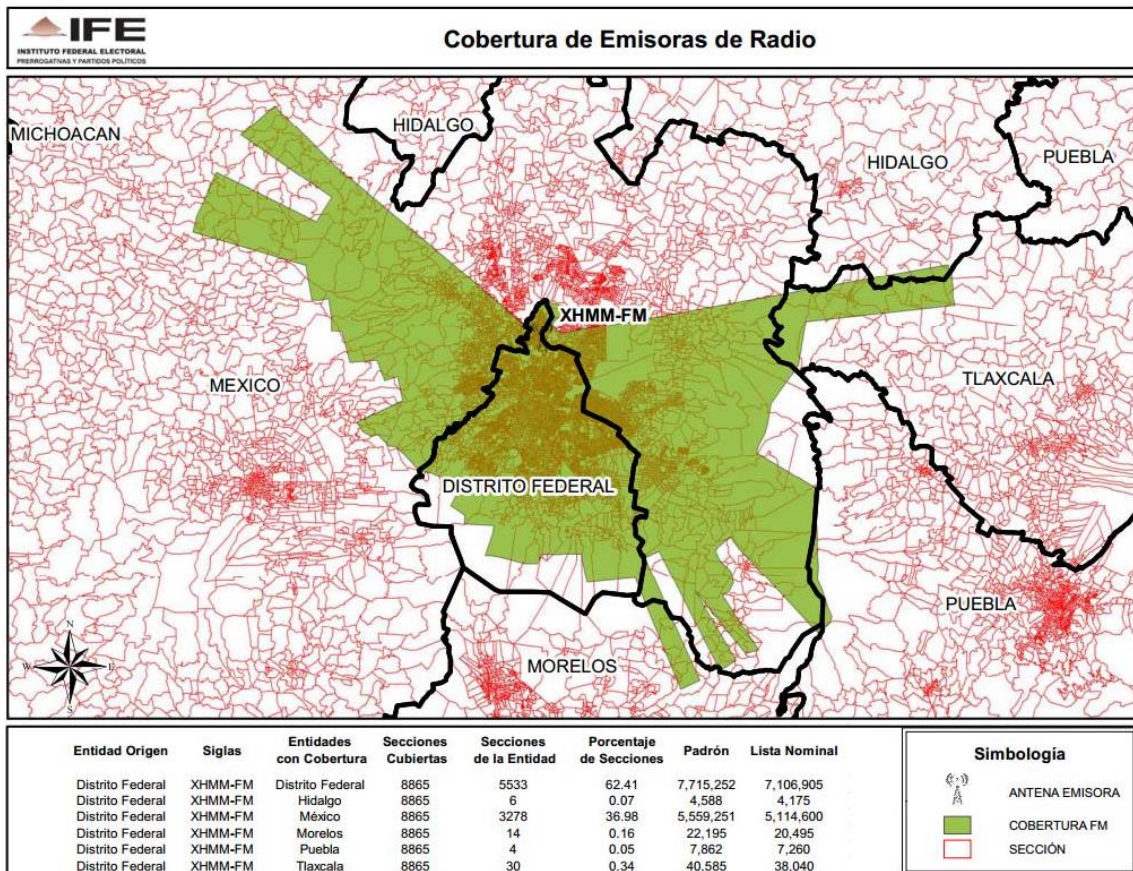 IFE
INSTITUTO FEDERAL ELECTORAL
PRERROGATIVAS Y PARTIDOS POLÍTICOS
Cobertura de Emisoras de Radio
MICHOACAN
HIDALGO
HIDALGO
PUEBLA
XHMM-FM
MEXICO
TLAXCALA
DISTRITO FEDERAL
PUEBLA
MORELOS
N
W E
S
Entidad Origen Siglas Entidades con Cobertura Secciones Cubiertas Secciones de la Entidad Porcentaje de Secciones Padrón Lista Nominal
Distrito Federal XHMM-FM Distrito Federal 8865 5533 62.41 7,715,252 7,106,905
Distrito Federal XHMM-FM Hidalgo 8865 6 0.07 4,588 4,175
Distrito Federal XHMM-FM México 8865 3278 36.98 5,559,251 5,114,600
Distrito Federal XHMM-FM Morelos 8865 14 0.16 22,195 20,495
Distrito Federal XHMM-FM Puebla 8865 4 0.05 7,862 7,260
Distrito Federal XHMM-FM Tlaxcala 8865 30 0.34 40,585 38,040
Simbología
ANTENA EMISORA
COBERTURA FM
SECCIÓN